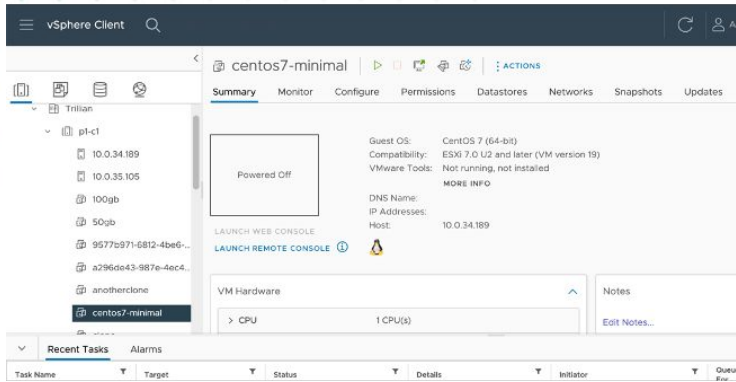 vSphere Client
centos7-minimal
ACTIONS
Summary Monitor Configure Permissions Datastores Networks Snapshots Updates
Trilian
p1-c1
10.0.34.189
10.0.35.105
100gb
50gb
9577b971-6812-4be6-...
a296de43-987e-4ec4...
anotherclone
centos7-minimal
Powered Off
LAUNCH WEB CONSOLE
LAUNCH REMOTE CONSOLE
Guest OS: CentOS 7 (64-bit)
Compatibility: ESXi 7.0 U2 and later (VM version 19)
VMware Tools: Not running, not installed
MORE INFO
DNS Name:
IP Addresses:
Host: 10.0.34.189
VM Hardware
CPU 1 CPU(s)
Notes
Edit Notes...
Recent Tasks Alarms
Task Name Target Status Details Initiator